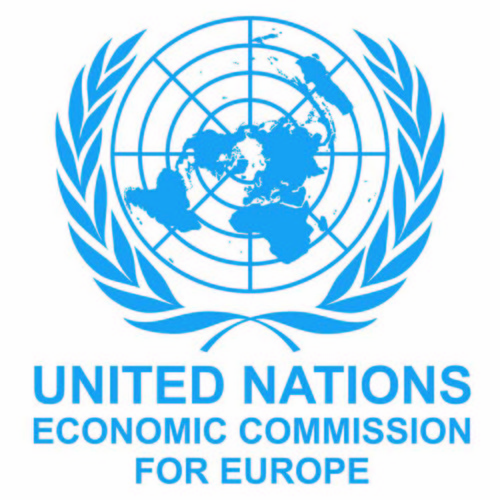 UNITED NATIONS
ECONOMIC COMMISSION
FOR EUROPE